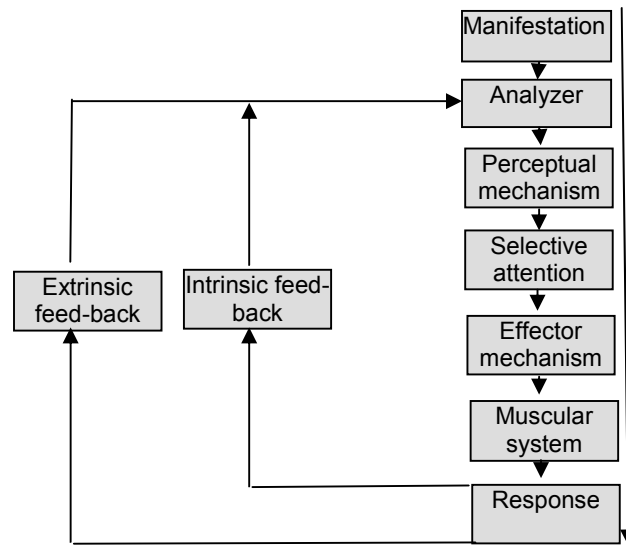 Manifestation
Analyzer
Perceptual
mechanism
Selective
attention
Extrinsic
feed-back
Intrinsic feed-
back
Effector
mechanism
Muscular
system
Response